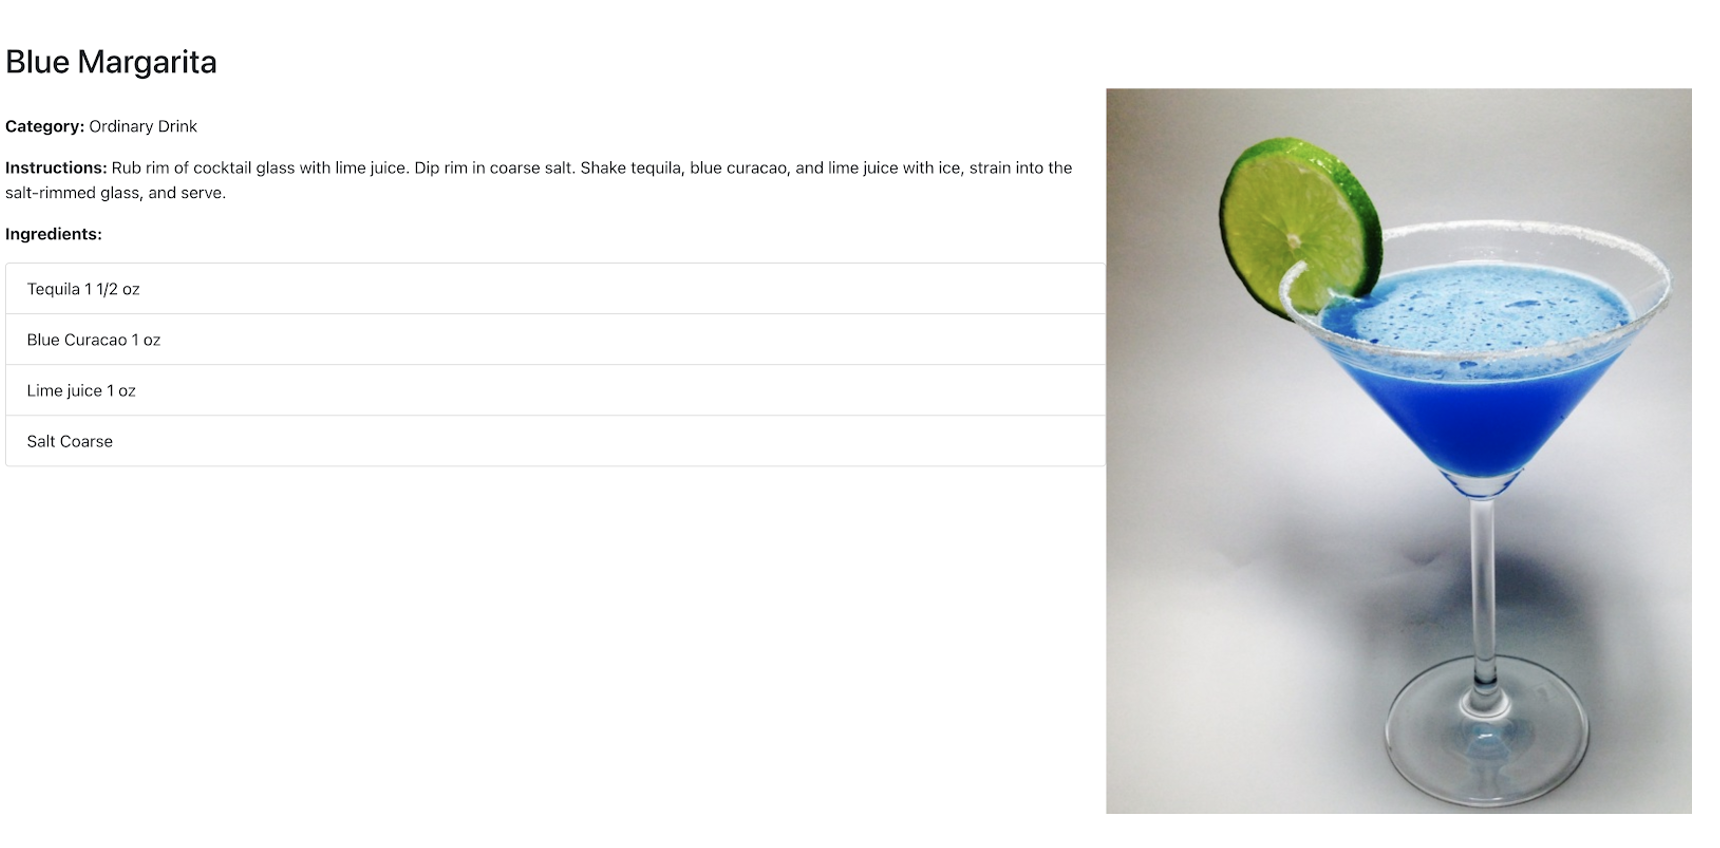 Blue Margarita
Category: Ordinary Drink
Instructions: Rub rim of cocktail glass with lime juice. Dip rim in coarse salt. Shake tequila, blue curacao, and lime juice with ice, strain into the
salt-rimmed glass, and serve.
Ingredients:
Tequila 1 1/2 oz
Blue Curacao 1 oz
Lime juice 1 oz
Salt Coarse